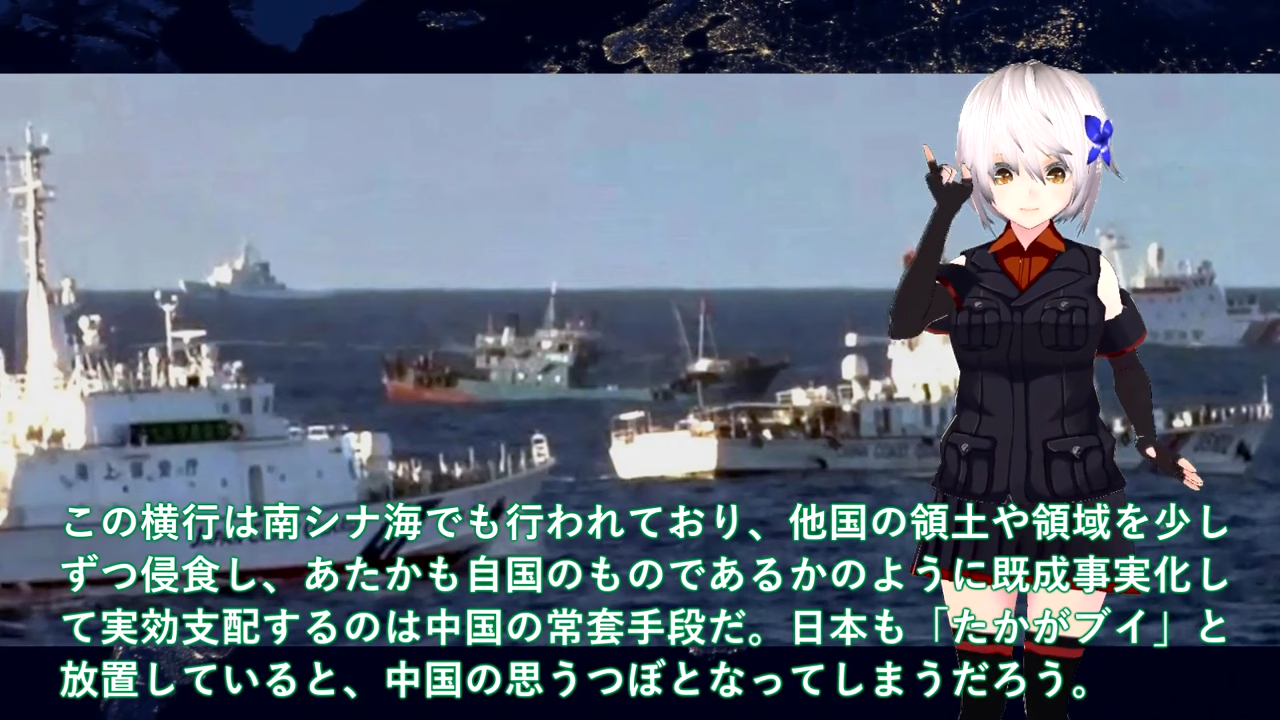 海上保安庁
この横行は南シナ海でも行われており、他国の領土や領域を少し
ずつ侵食し、あたかも自国のものであるかのように既成事実化し
て実効支配するのは中国の常套手段だ。日本も「たかがブイ」と
放置していると、中国の思うつぼとなってしまうだろう。